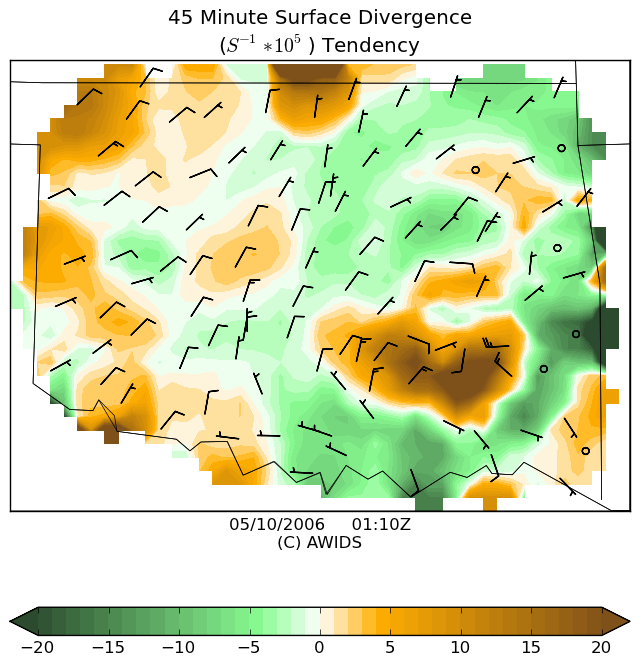 45 Minute Surface Divergence
(S⁻¹ ∗10⁵ ) Tendency
05/10/2006 01:10Z
(C) AWIDS
−20 −15 −10 −5 0 5 10 15 20